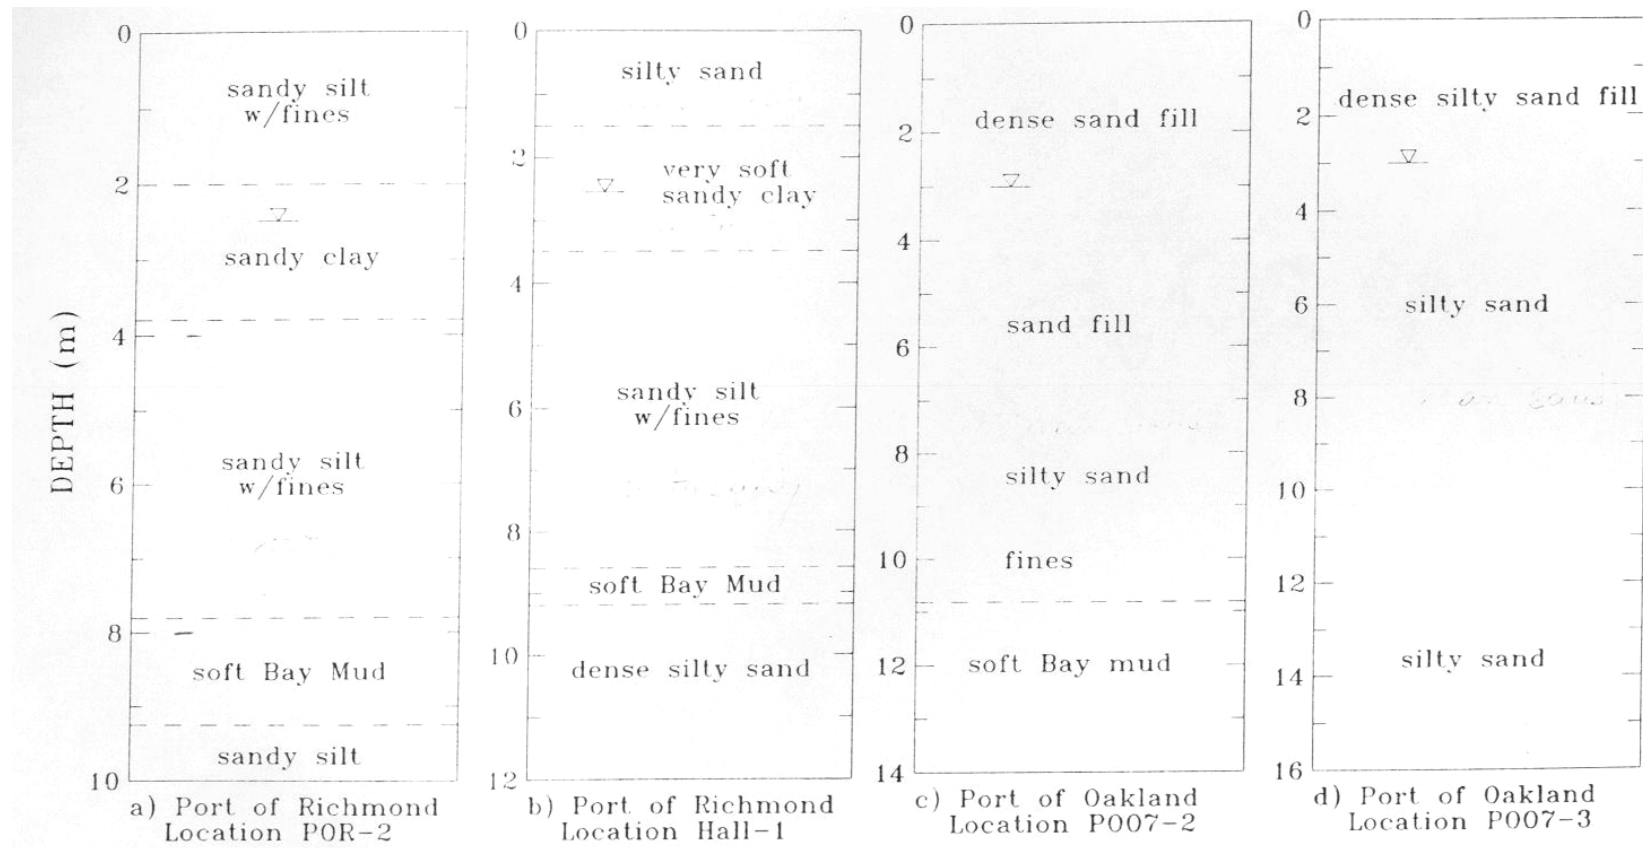 DEPTH (m)
0
2
4
6
8
10
sandy silt
w/fines
sandy clay
sandy silt
w/fines
soft Bay Mud
sandy silt
a) Port of Richmond
Location POR-2
0
2
4
6
8
10
12
silty sand
very soft
sandy clay
sandy silt
w/fines
soft Bay Mud
dense silty sand
b) Port of Richmond
Location Hall-1
0
2
4
6
8
10
12
14
dense sand fill
sand fill
silty sand
fines
soft Bay mud
c) Port of Oakland
Location P007-2
0
2
4
6
8
10
12
14
16
dense silty sand fill
silty sand
silty sand
d) Port of Oakland
Location P007-3